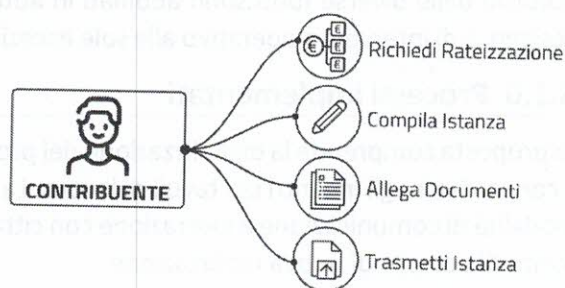 CONTRIBUENTE
Richiedi Rateizzazione
Compila Istanza
Allega Documenti
Trasmetti Istanza